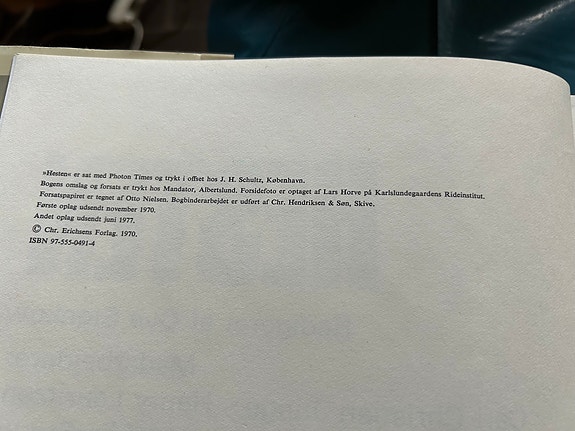 »Hesten« er sat med Photon Times og trykt i offset hos J. H. Schultz, København.
Bogens omslag og forsats er trykt hos Mandator, Albertslund. Forsidefoto er optaget af Lars Horve på Karlslundegaardens Rideinstitut.
Forsatspapiret er tegnet af Otto Nielsen. Bogbinderarbejdet er udført af Chr. Hendriksen & Søn, Skive.
Første oplag udsendt november 1970.
Andet oplag udsendt juni 1977.
© Chr. Erichsens Forlag. 1970.
ISBN 97-555-0491-4